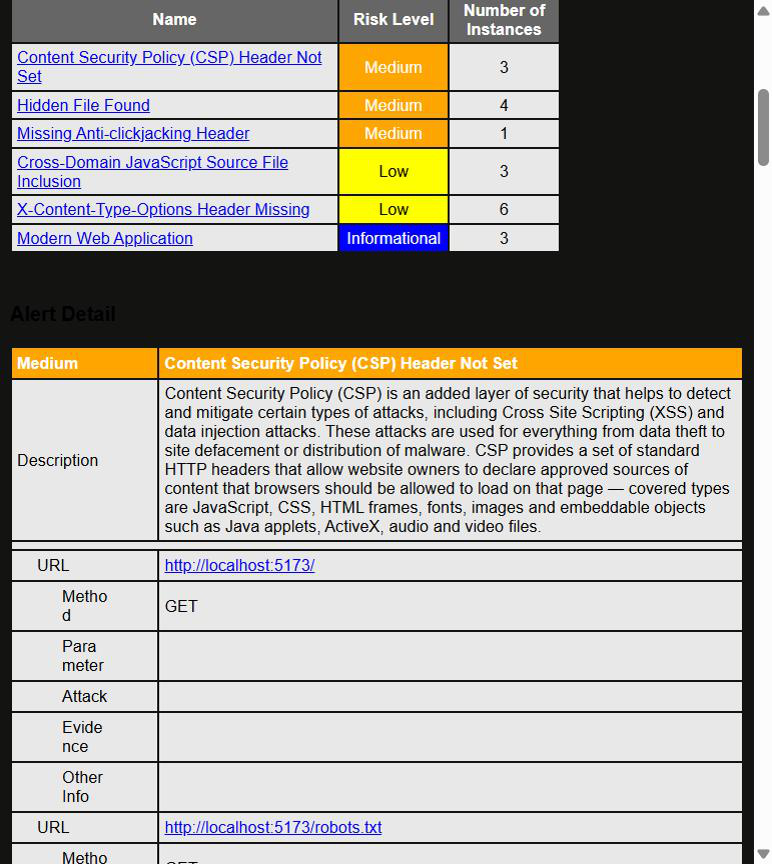 Name Risk Level Number of
Instances
Content Security Policy (CSP) Header Not
Set Medium 3
Hidden File Found Medium 4
Missing Anti-clickjacking Header Medium 1
Cross-Domain JavaScript Source File
Inclusion Low 3
X-Content-Type-Options Header Missing Low 6
Modern Web Application Informational 3
Alert Detail
Medium Content Security Policy (CSP) Header Not Set
Description
Content Security Policy (CSP) is an added layer of security that helps to detect
and mitigate certain types of attacks, including Cross Site Scripting (XSS) and
data injection attacks. These attacks are used for everything from data theft to
site defacement or distribution of malware. CSP provides a set of standard
HTTP headers that allow website owners to declare approved sources of
content that browsers should be allowed to load on that page — covered types
are JavaScript, CSS, HTML frames, fonts, images and embeddable objects
such as Java applets, ActiveX, audio and video files.
URL http://localhost:5173/
Metho
d GET
Para
meter
Attack
Evide
nce
Other
Info
URL http://localhost:5173/robots.txt
Metho
GET